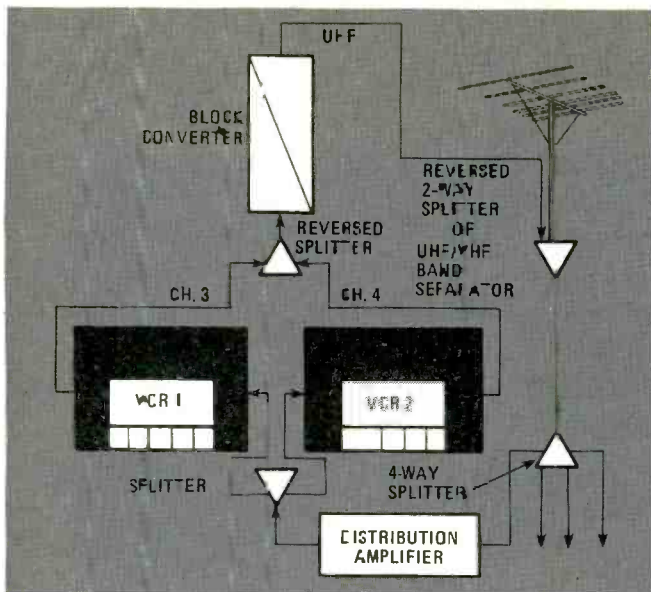 UHF
BLOCK
CONVERTER
REVERSED
SPLITTER
REVERSED
2-WAY
SPLITTER
OF
UHF/VHF
BAND
SEPARATOR
CH. 3
CH. 4
VCR 1
VCR 2
SPLITTER
4-WAY
SPLITTER
DISTRIBUTION
AMPLIFIER